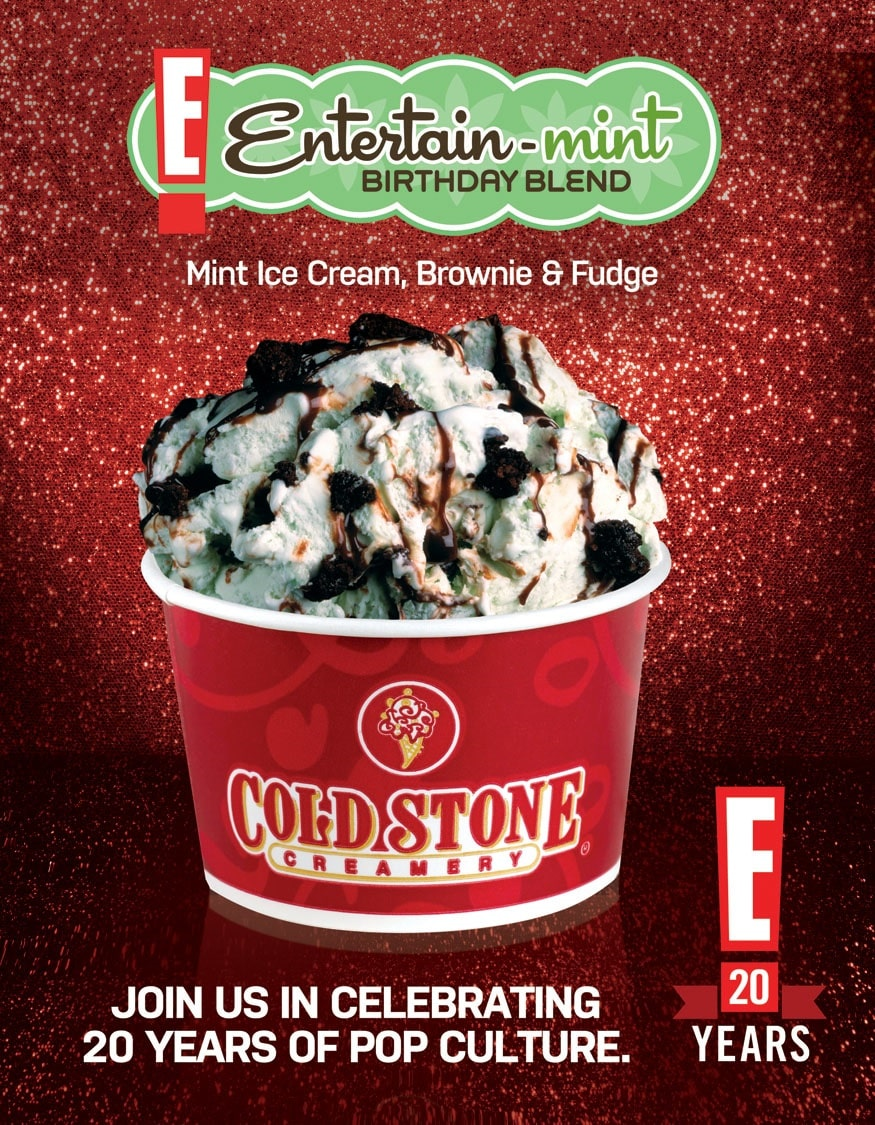 E!
Entertain-mint
BIRTHDAY BLEND
Mint Ice Cream, Brownie & Fudge
COLD STONE
CREAMERY®
JOIN US IN CELEBRATING
20 YEARS OF POP CULTURE.
E
20
YEARS